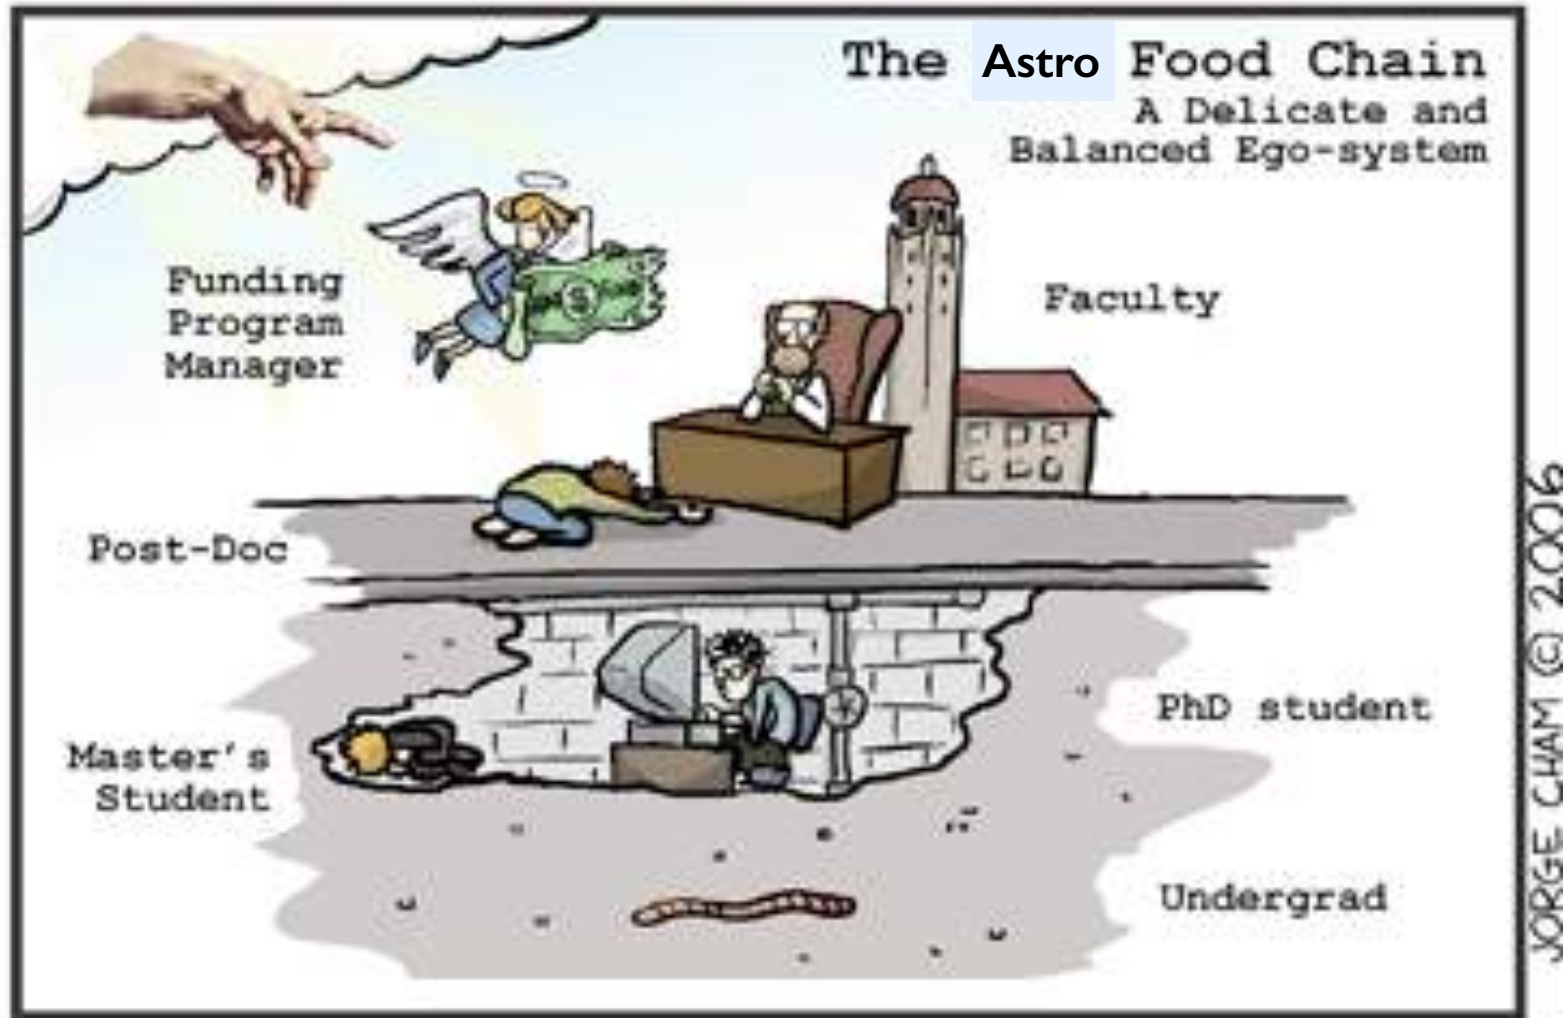 The Astro Food Chain
A Delicate and
Balanced Ego-system
Funding
Program
Manager
$
Faculty
Post-Doc
PhD student
Master's
Student
Undergrad
JORGE CHAM © 2006